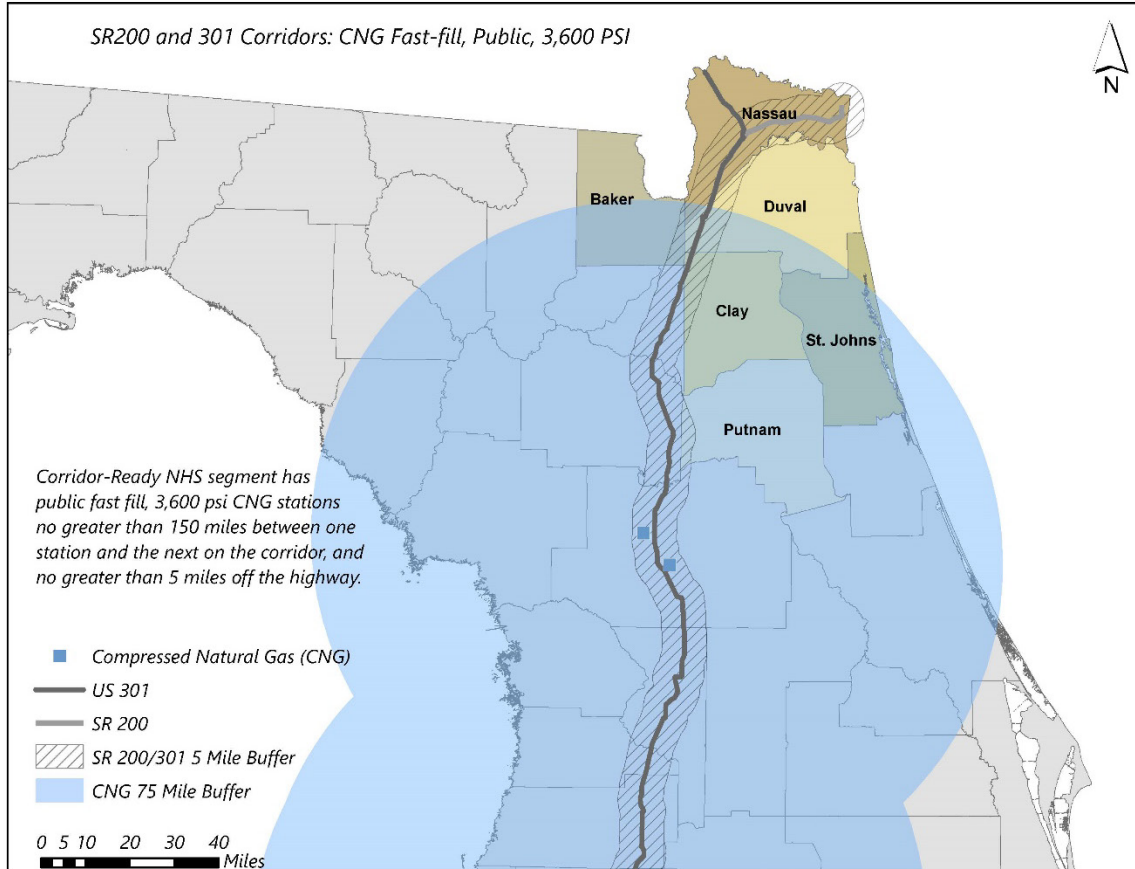 SR200 and 301 Corridors: CNG Fast-fill, Public, 3,600 PSI
N
Nassau
Baker
Duval
Clay
St. Johns
Putnam
Corridor-Ready NHS segment has
public fast fill, 3,600 psi CNG stations
no greater than 150 miles between one
station and the next on the corridor, and
no greater than 5 miles off the highway.
Compressed Natural Gas (CNG)
US 301
SR 200
SR 200/301 5 Mile Buffer
CNG 75 Mile Buffer
0 5 10 20 30 40
Miles